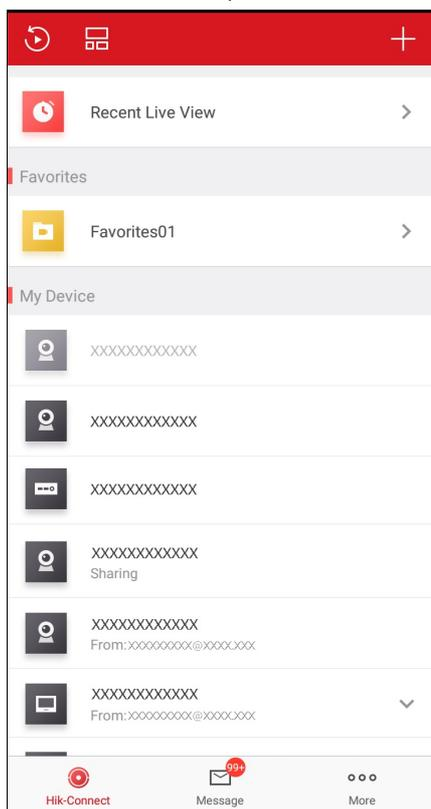 Recent Live View
Favorites
Favorites01
My Device
XXXXXXXXXXXX
XXXXXXXXXXXX
XXXXXXXXXXXX
XXXXXXXXXXXX
Sharing
XXXXXXXXXXXX
From:XXXXXXXXX@XXXX.XXX
XXXXXXXXXXXX
From:XXXXXXXXX@XXXX.XXX
99+
Hik-Connect
Message
More